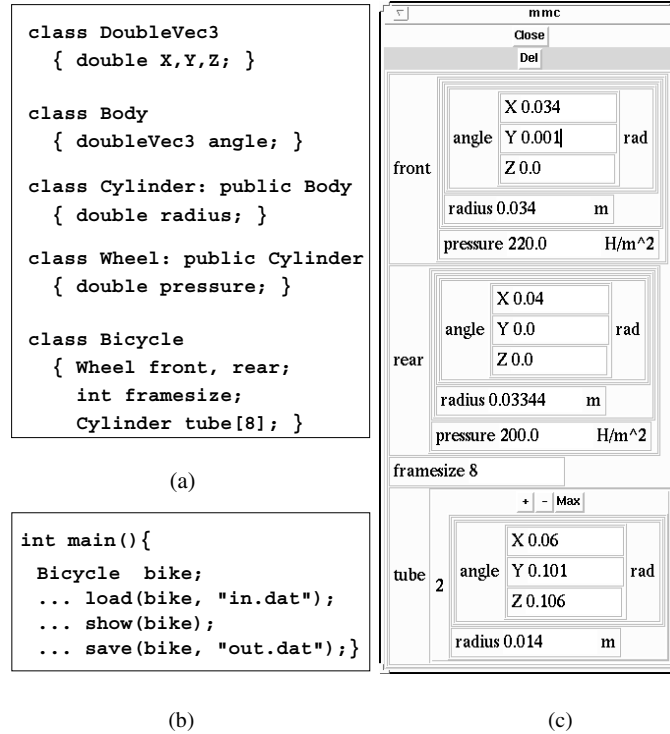 class DoubleVec3
{ double X,Y,Z; }
class Body
{ doubleVec3 angle; }
class Cylinder: public Body
{ double radius; }
class Wheel: public Cylinder
{ double pressure; }
class Bicycle
{ Wheel front, rear;
int framesize;
Cylinder tube[8]; }
(a)
int main(){
Bicycle bike;
... load(bike, "in.dat");
... show(bike);
... save(bike, "out.dat");}
(b)
mmc
Close
Del
front
angle
X 0.034
Y 0.001
Z 0.0
rad
radius 0.034 m
pressure 220.0 H/m^2
rear
angle
X 0.04
Y 0.0
Z 0.0
rad
radius 0.03344 m
pressure 200.0 H/m^2
framesize 8
tube
2
+ - Max
angle
X 0.06
Y 0.101
Z 0.106
rad
radius 0.014 m
(c)